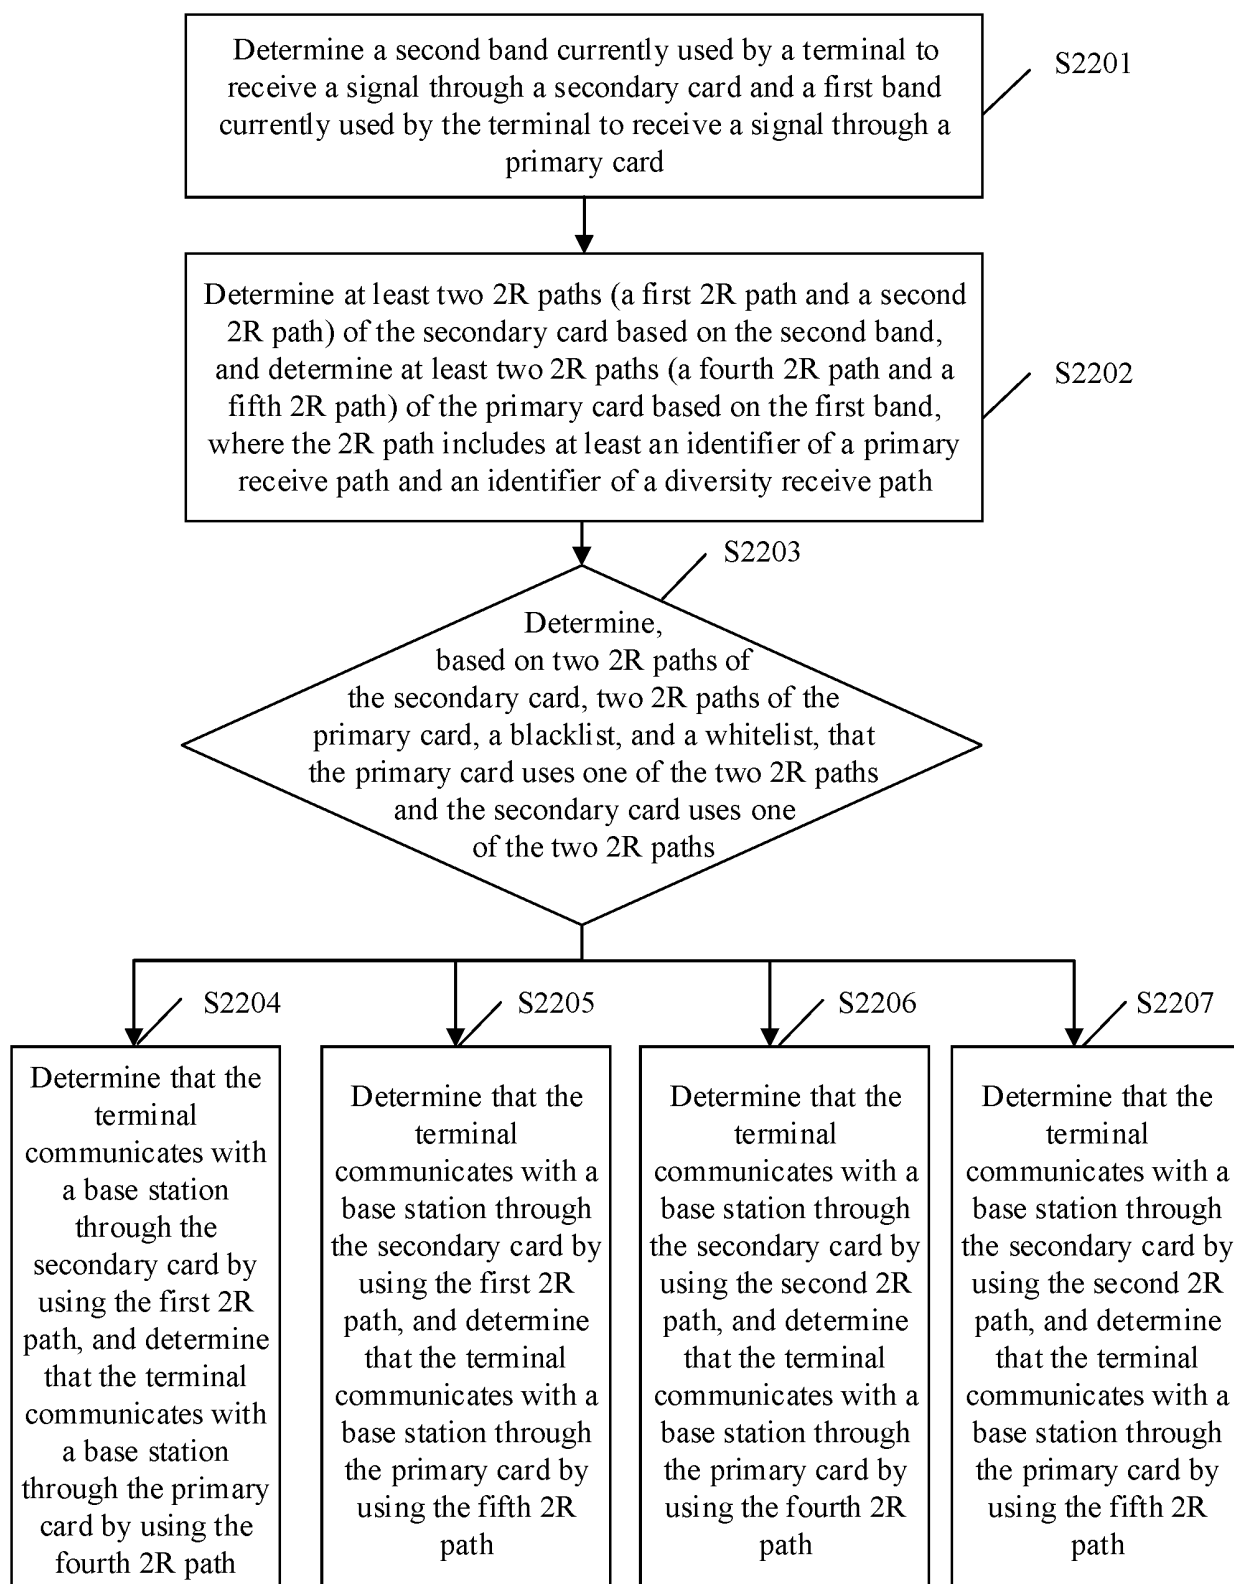 Determine a second band currently used by a terminal to
receive a signal through a secondary card and a first band
currently used by the terminal to receive a signal through a
primary card
S2201
Determine at least two 2R paths (a first 2R path and a second
2R path) of the secondary card based on the second band,
and determine at least two 2R paths (a fourth 2R path and a
fifth 2R path) of the primary card based on the first band,
where the 2R path includes at least an identifier of a primary
receive path and an identifier of a diversity receive path
S2202
S2203
Determine,
based on two 2R paths of
the secondary card, two 2R paths of the
primary card, a blacklist, and a whitelist, that
the primary card uses one of the two 2R paths
and the secondary card uses one
of the two 2R paths
S2204
Determine that the
terminal
communicates with
a base station
through the
secondary card by
using the first 2R
path, and determine
that the terminal
communicates with
a base station
through the primary
card by using the
fourth 2R path
S2205
Determine that the
terminal
communicates with a
base station through
the secondary card by
using the first 2R
path, and determine
that the terminal
communicates with a
base station through
the primary card by
using the fifth 2R
path
S2206
Determine that the
terminal
communicates with a
base station through
the secondary card by
using the second 2R
path, and determine
that the terminal
communicates with a
base station through
the primary card by
using the fourth 2R
path
S2207
Determine that the
terminal
communicates with a
base station through
the secondary card by
using the second 2R
path, and determine
that the terminal
communicates with a
base station through
the primary card by
using the fifth 2R
path